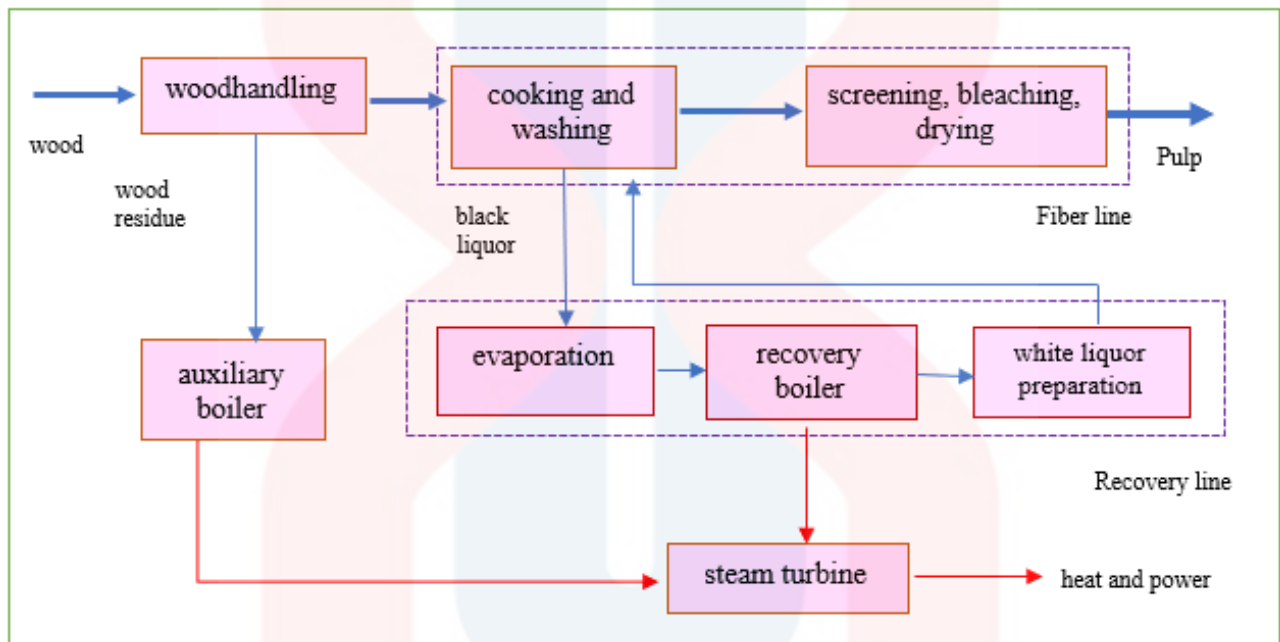 woodhandling
cooking and
washing
screening, bleaching,
drying
wood
Pulp
wood
residue
black
liquor
Fiber line
evaporation
recovery
boiler
white liquor
preparation
auxiliary
boiler
Recovery line
steam turbine
heat and power